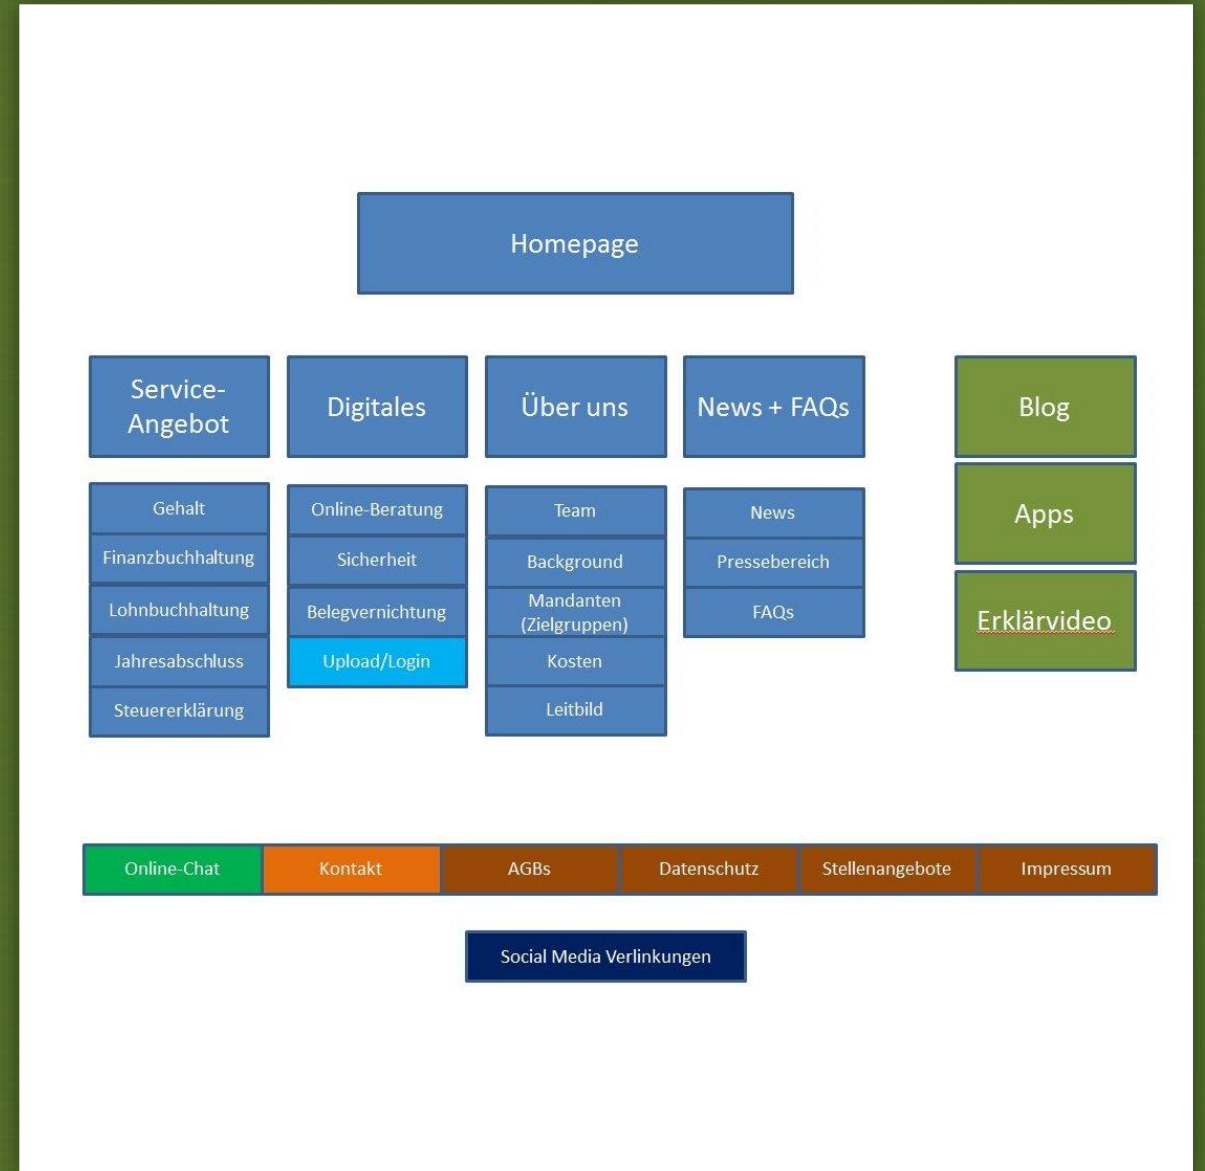 Homepage
Service-
Angebot
Digitales
Über uns
News + FAQs
Blog
Gehalt
Finanzbuchhaltung
Lohnbuchhaltung
Jahresabschluss
Steuererklärung
Online-Beratung
Sicherheit
Belegvernichtung
Upload/Login
Team
Background
Mandanten
(Zielgruppen)
Kosten
Leitbild
News
Pressebereich
FAQs
Apps
Erklärvideo
Online-Chat
Kontakt
AGBs
Datenschutz
Stellenangebote
Impressum
Social Media Verlinkungen